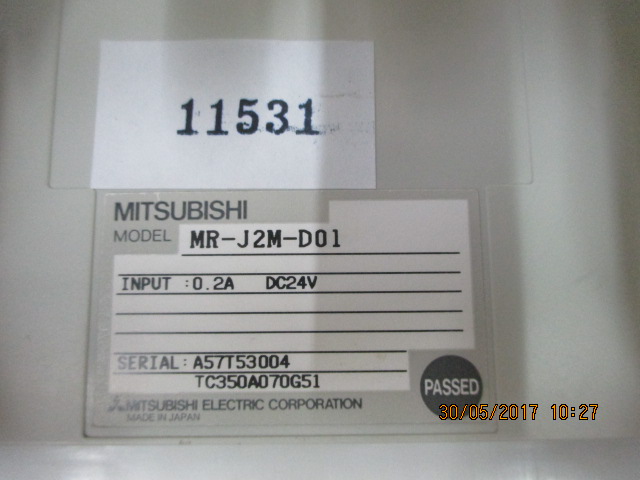 11531
MITSUBISHI
MODEL MR-J2M-D01
INPUT :0.2A DC24V
SERIAL: A57T53004
TC350A070G51
PASSED
MITSUBISHI ELECTRIC CORPORATION
MADE IN JAPAN
30/05/2017 10:27